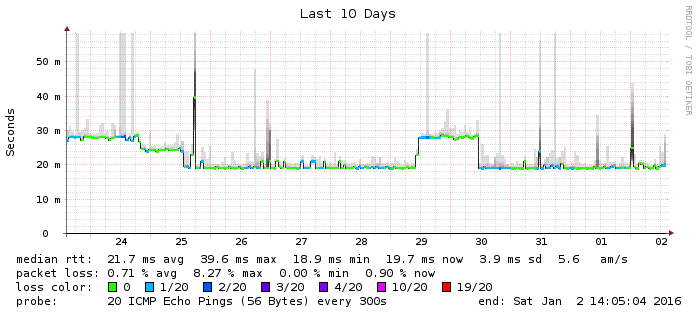 Last 10 Days
RRDTOOL / TOBI OETIKER
Seconds
50 m
40 m
30 m
20 m
10 m
0
24 25 26 27 28 29 30 31 01 02
median rtt: 21.7 ms avg 39.6 ms max 18.9 ms min 19.7 ms now 3.9 ms sd 5.6 am/s
packet loss: 0.71 % avg 8.27 % max 0.00 % min 0.90 % now
loss color: 0 1/20 2/20 3/20 4/20 10/20 19/20
probe: 20 ICMP Echo Pings (56 Bytes) every 300s end: Sat Jan 2 14:05:04 2016